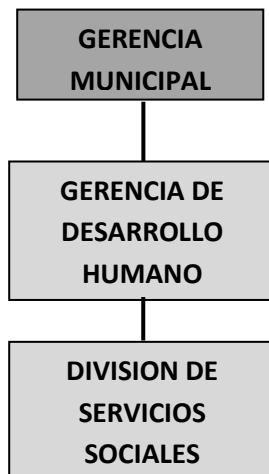 GERENCIA
MUNICIPAL
GERENCIA DE
DESARROLLO
HUMANO
DIVISION DE
SERVICIOS
SOCIALES